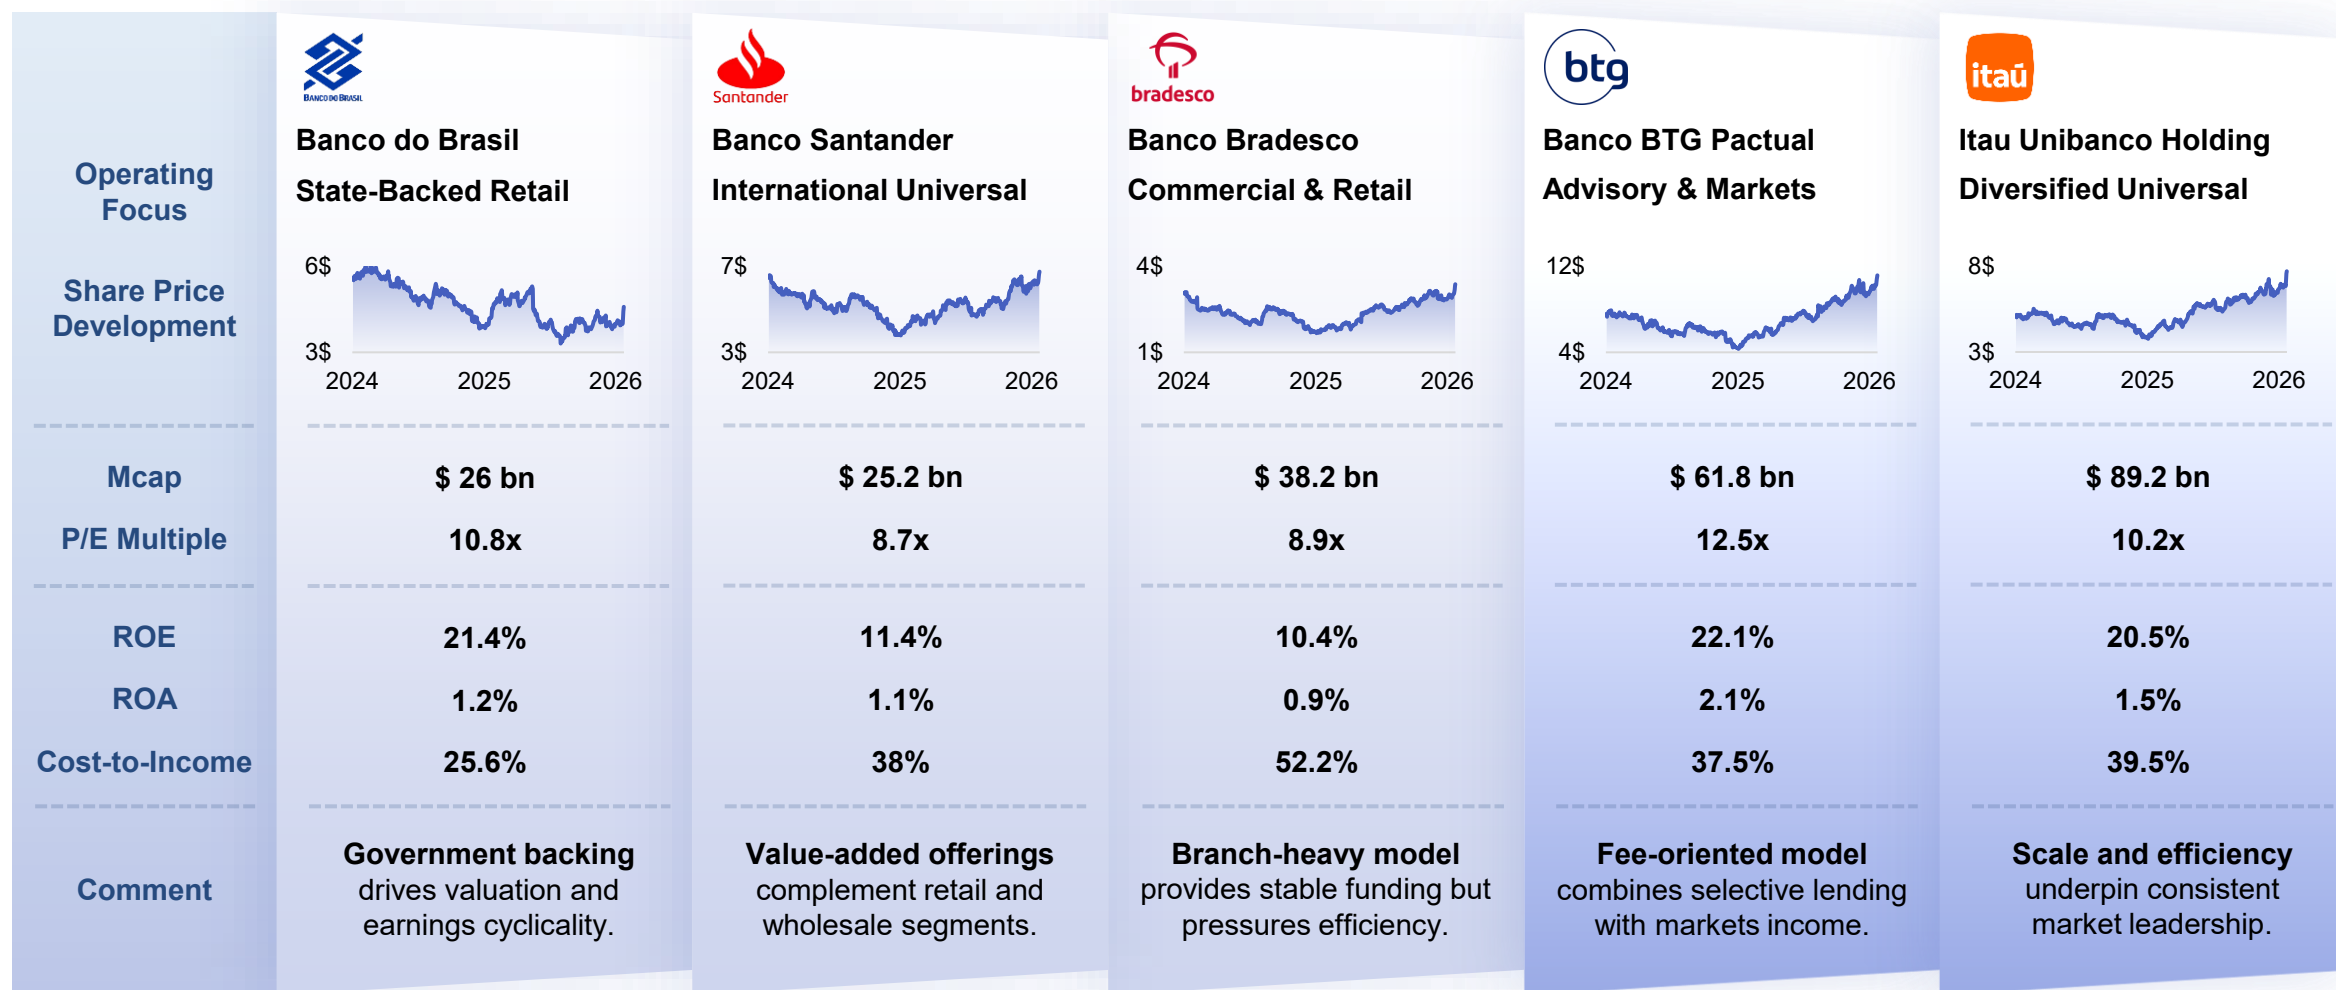 BANCO DO BRASIL
Santander
bradesco
btg
itaú
Operating
Focus
Banco do Brasil
State-Backed Retail
Banco Santander
International Universal
Banco Bradesco
Commercial & Retail
Banco BTG Pactual
Advisory & Markets
Itau Unibanco Holding
Diversified Universal
Share Price
Development
6$
3$
2024 2025 2026
7$
3$
2024 2025 2026
4$
1$
2024 2025 2026
12$
4$
2024 2025 2026
8$
3$
2024 2025 2026
Mcap $ 26 bn $ 25.2 bn $ 38.2 bn $ 61.8 bn $ 89.2 bn
P/E Multiple 10.8x 8.7x 8.9x 12.5x 10.2x
ROE 21.4% 11.4% 10.4% 22.1% 20.5%
ROA 1.2% 1.1% 0.9% 2.1% 1.5%
Cost-to-Income 25.6% 38% 52.2% 37.5% 39.5%
Comment
Government backing
drives valuation and
earnings cyclicality.
Value-added offerings
complement retail and
wholesale segments.
Branch-heavy model
provides stable funding but
pressures efficiency.
Fee-oriented model
combines selective lending
with markets income.
Scale and efficiency
underpin consistent
market leadership.